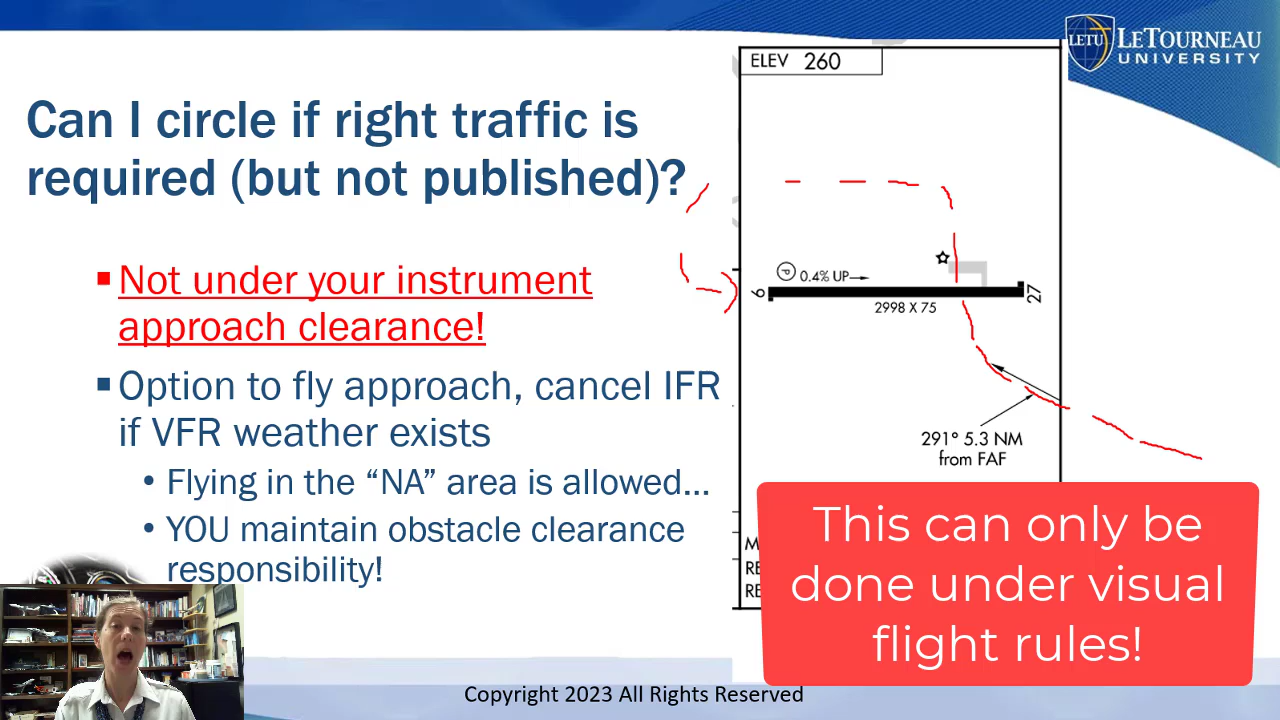 LETU LETOURNEAU
UNIVERSITY
Can I circle if right traffic is
required (but not published)?
Not under your instrument
approach clearance!
Option to fly approach, cancel IFR
if VFR weather exists
• Flying in the “NA” area is allowed...
• YOU maintain obstacle clearance
responsibility!
ELEV 260
P 0.4% UP
9
27
2998 X 75
291° 5.3 NM
from FAF
M
RE
RE
This can only be
done under visual
flight rules!
Copyright 2023 All Rights Reserved